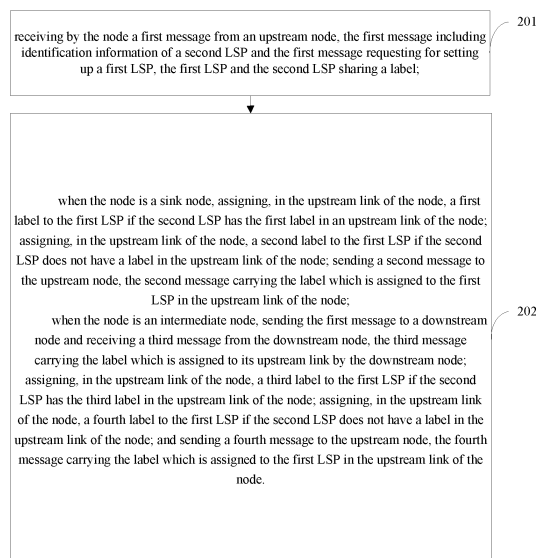 201
receiving by the node a first message from an upstream node, the first message including
identification information of a second LSP and the first message requesting for setting
up a first LSP, the first LSP and the second LSP sharing a label;
when the node is a sink node, assigning, in the upstream link of the node, a first
label to the first LSP if the second LSP has the first label in an upstream link of the node;
assigning, in the upstream link of the node, a second label to the first LSP if the second
LSP does not have a label in the upstream link of the node; sending a second message to
the upstream node, the second message carrying the label which is assigned to the first
LSP in the upstream link of the node;
202
when the node is an intermediate node, sending the first message to a downstream
node and receiving a third message from the downstream node, the third message
carrying the label which is assigned to its upstream link by the downstream node;
assigning, in the upstream link of the node, a third label to the first LSP if the second
LSP has the third label in the upstream link of the node; assigning, in the upstream link
of the node, a fourth label to the first LSP if the second LSP does not have a label in the
upstream link of the node; and sending a fourth message to the upstream node, the fourth
message carrying the label which is assigned to the first LSP in the upstream link of the
node.